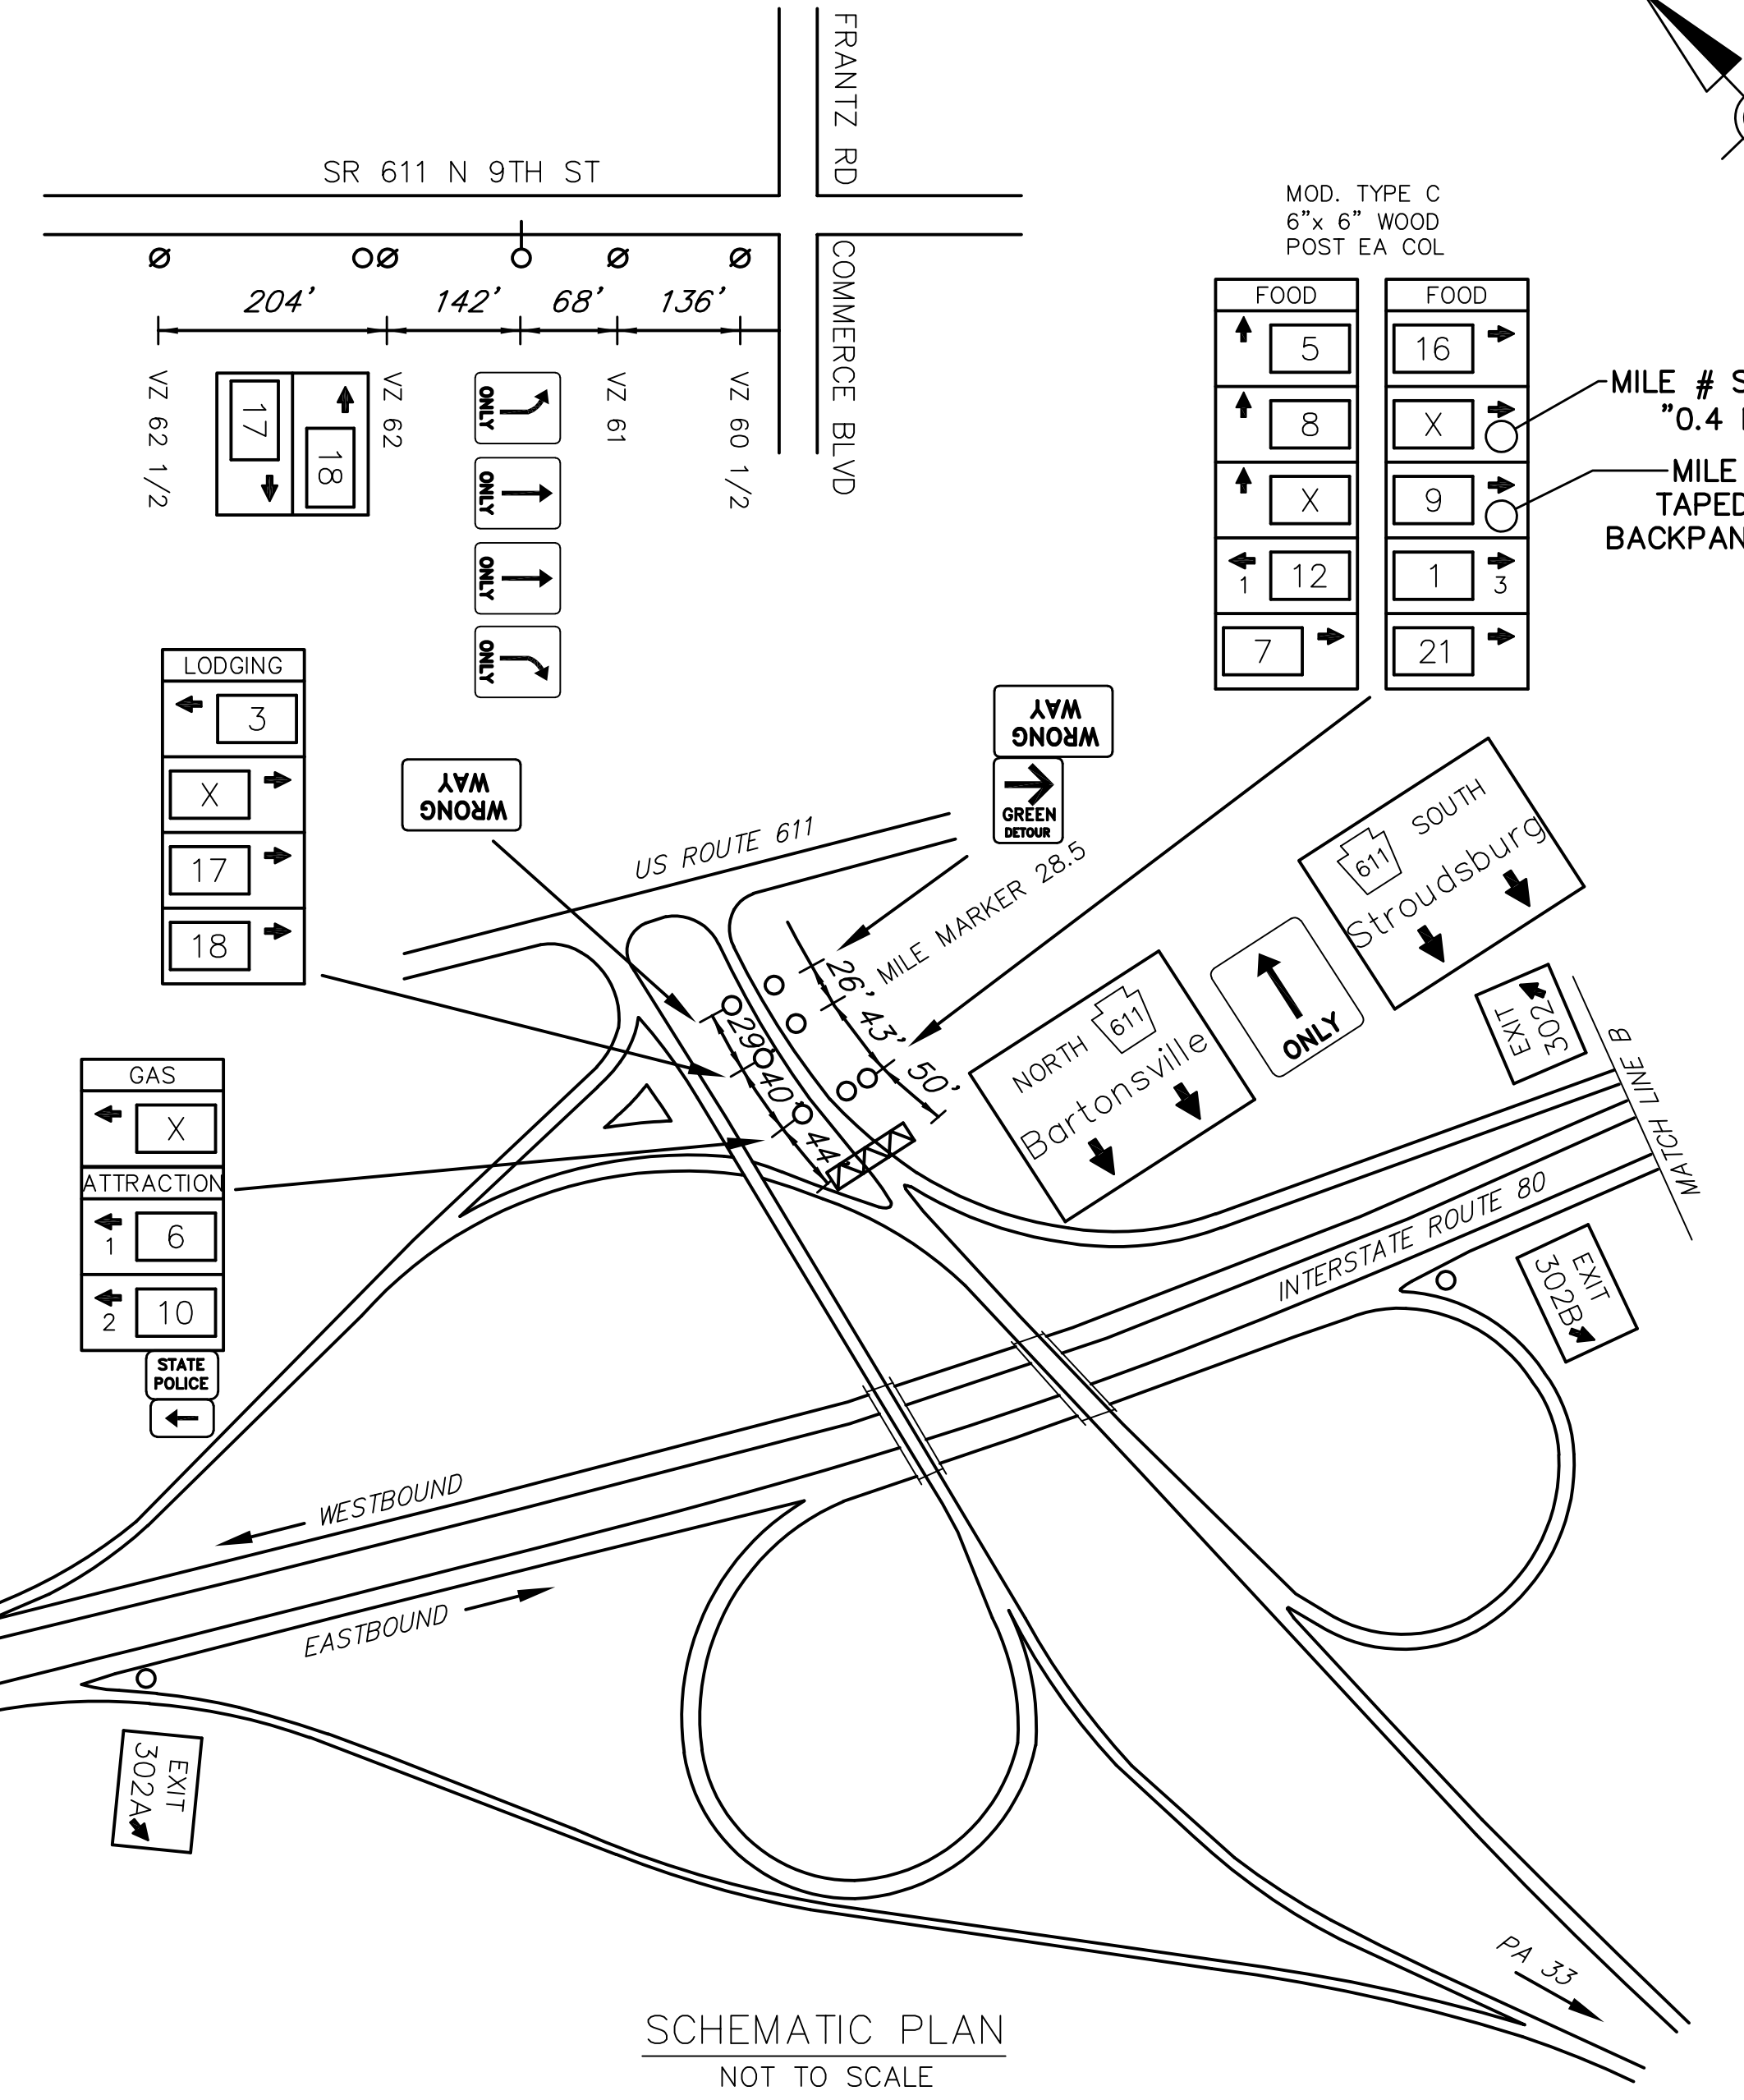 FRANTZ RD
SR 611 N 9TH ST
COMMERCE BLVD
204' 142' 68' 136'
VZ 62 1/2
VZ 62
VZ 61
VZ 60 1/2
17
18
ONLY
ONLY
ONLY
ONLY
MOD. TYPE C
6"x 6" WOOD
POST EA COL
FOOD
5
8
X
1 12
7
FOOD
16
X
9
1 3
21
MILE # S
"0.4
MILE
TAPED
BACKPAN
LODGING
3
X
17
18
WRONG
WAY
WRONG
WAY
GREEN
DETOUR
US ROUTE 611
MILE MARKER 28.5
26'
43'
50'
29'
40'
44'
611 SOUTH
Stroudsburg
ONLY
NORTH 611
Bartonsville
EXIT
302
MATCH LINE B
GAS
X
ATTRACTION
1 6
2 10
STATE
POLICE
INTERSTATE ROUTE 80
EXIT
302B
WESTBOUND
EASTBOUND
EXIT
302A
PA 33
SCHEMATIC PLAN
NOT TO SCALE